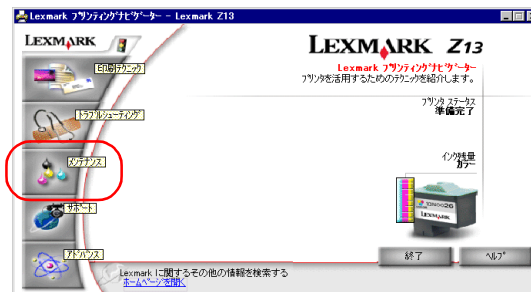 Lexmark プリンティングナビゲーター - Lexmark Z13
LEXMARK
LEXMARK Z13
Lexmark プリンティングナビゲーター
プリンタを活用するためのテクニックを紹介します。
印刷テクニック
プリンタ ステータス
準備完了
トラブルシューティング
メンテナンス
インク残量
カラー
10N0026
LEXMARK
サポート
アドバンス
終了
ヘルプ
Lexmark に関するその他の情報を検索する
ホームページを開く